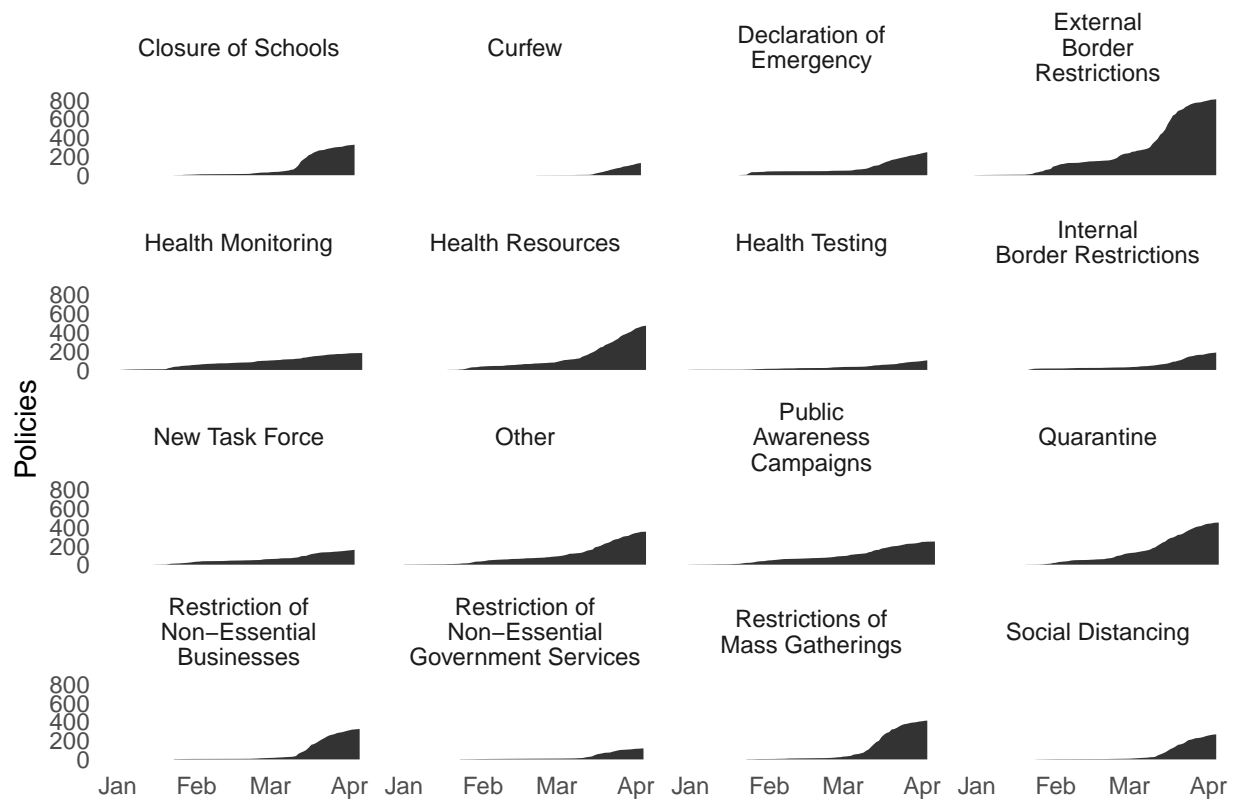 Closure of Schools
Curfew
Declaration of
Emergency
External
Border
Restrictions
800
600
400
200
0
Health Monitoring
Health Resources
Health Testing
Internal
Border Restrictions
800
600
400
200
0
Policies
New Task Force
Other
Public
Awareness
Campaigns
Quarantine
800
600
400
200
0
Restriction of
Non−Essential
Businesses
Restriction of
Non−Essential
Government Services
Restrictions of
Mass Gatherings
Social Distancing
800
600
400
200
0
Jan Feb Mar Apr Jan Feb Mar Apr Jan Feb Mar Apr Jan Feb Mar Apr